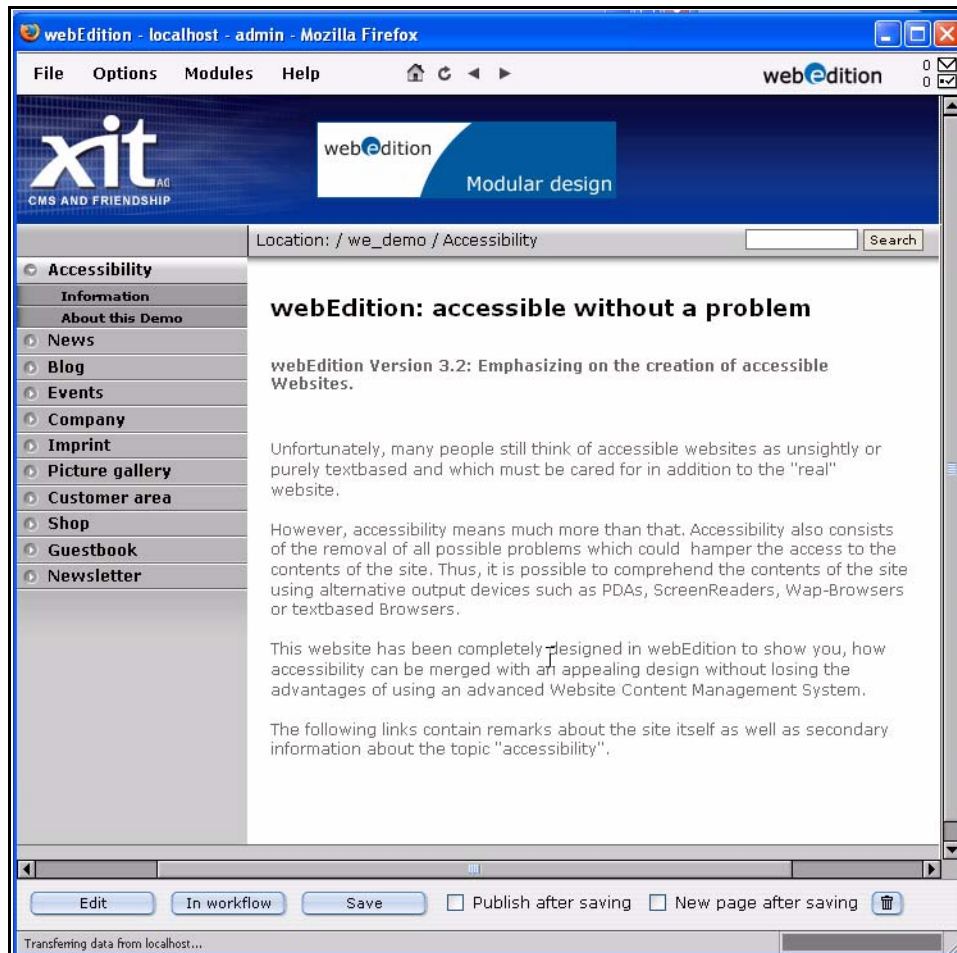 webEdition - localhost - admin - Mozilla Firefox
File Options Modules Help
webedition
0
0
xit AG
CMS AND FRIENDSHIP
webedition
Modular design
Location: / we_demo / Accessibility
Search
Accessibility
Information
About this Demo
News
Blog
Events
Company
Imprint
Picture gallery
Customer area
Shop
Guestbook
Newsletter
webEdition: accessible without a problem
webEdition Version 3.2: Emphasizing on the creation of accessible
Websites.
Unfortunately, many people still think of accessible websites as unsightly or
purely textbased and which must be cared for in addition to the "real"
website.
However, accessibility means much more than that. Accessibility also consists
of the removal of all possible problems which could hamper the access to the
contents of the site. Thus, it is possible to comprehend the contents of the site
using alternative output devices such as PDAs, ScreenReaders, Wap-Browsers
or textbased Browsers.
This website has been completely designed in webEdition to show you, how
accessibility can be merged with an appealing design without losing the
advantages of using an advanced Website Content Management System.
The following links contain remarks about the site itself as well as secondary
information about the topic "accessibility".
Edit In workflow Save Publish after saving New page after saving
Transferring data from localhost...